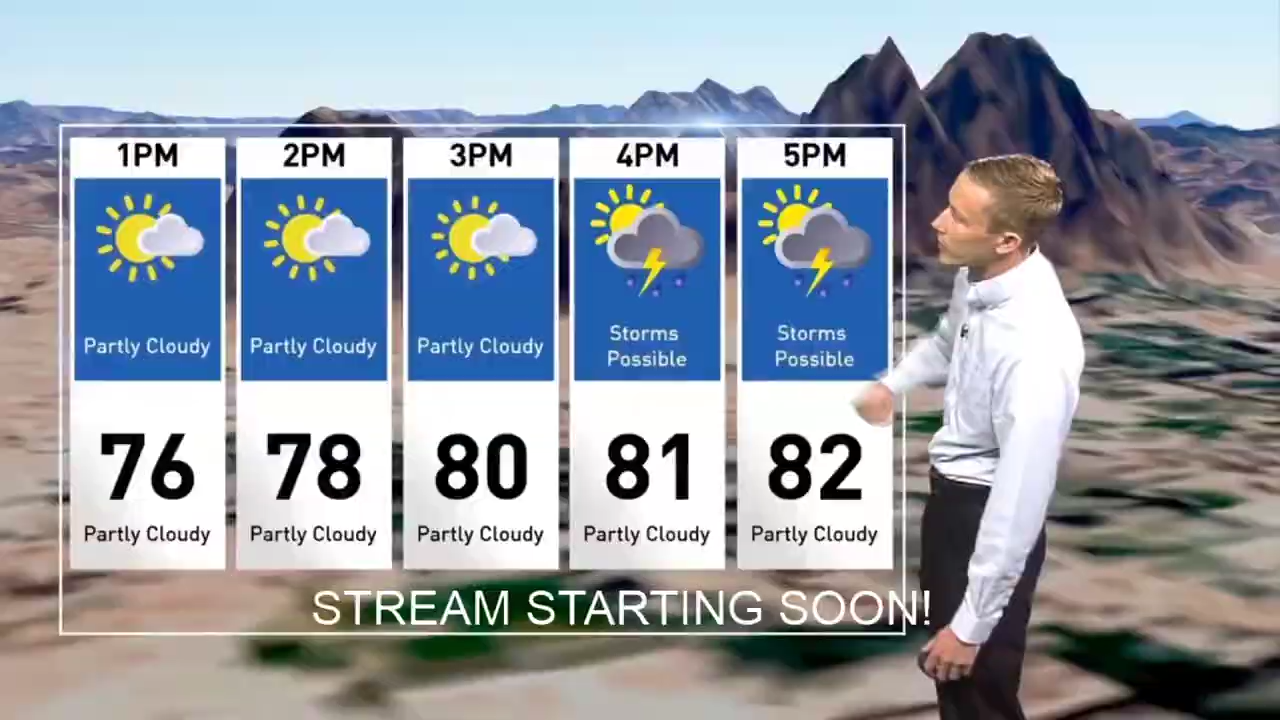 1PM
2PM
3PM
4PM
5PM
Partly Cloudy
Partly Cloudy
Partly Cloudy
Storms
Possible
Storms
Possible
76
78
80
81
82
Partly Cloudy
Partly Cloudy
Partly Cloudy
Partly Cloudy
Partly Cloudy
STREAM STARTING SOON!